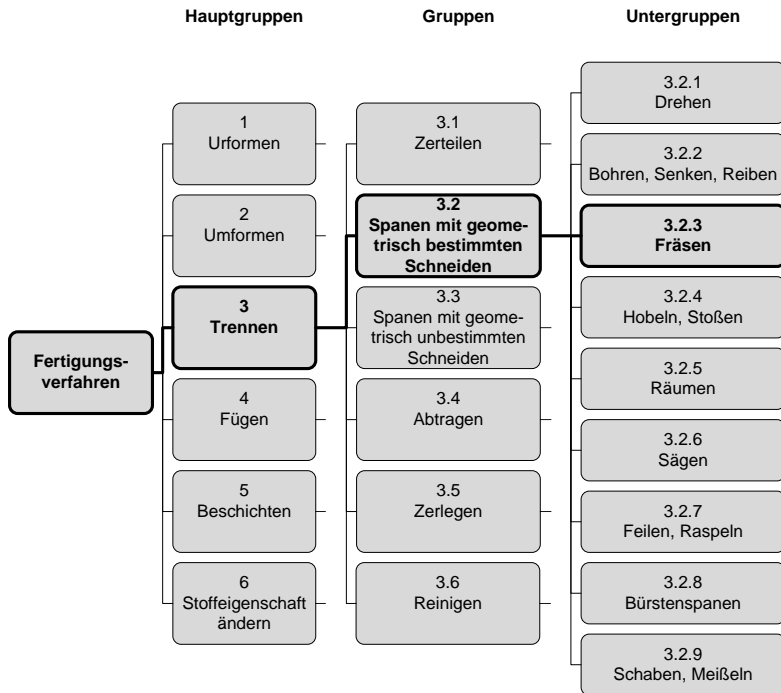 Hauptgruppen
Gruppen
Untergruppen
Fertigungs-
verfahren
1
Urformen
2
Umformen
3
Trennen
4
Fügen
5
Beschichten
6
Stoffeigenschaft
ändern
3.1
Zerteilen
3.2
Spanen mit geome-
trisch bestimmten
Schneiden
3.3
Spanen mit geome-
trisch unbestimmten
Schneiden
3.4
Abtragen
3.5
Zerlegen
3.6
Reinigen
3.2.1
Drehen
3.2.2
Bohren, Senken, Reiben
3.2.3
Fräsen
3.2.4
Hobeln, Stoßen
3.2.5
Räumen
3.2.6
Sägen
3.2.7
Feilen, Raspeln
3.2.8
Bürstenspanen
3.2.9
Schaben, Meißeln